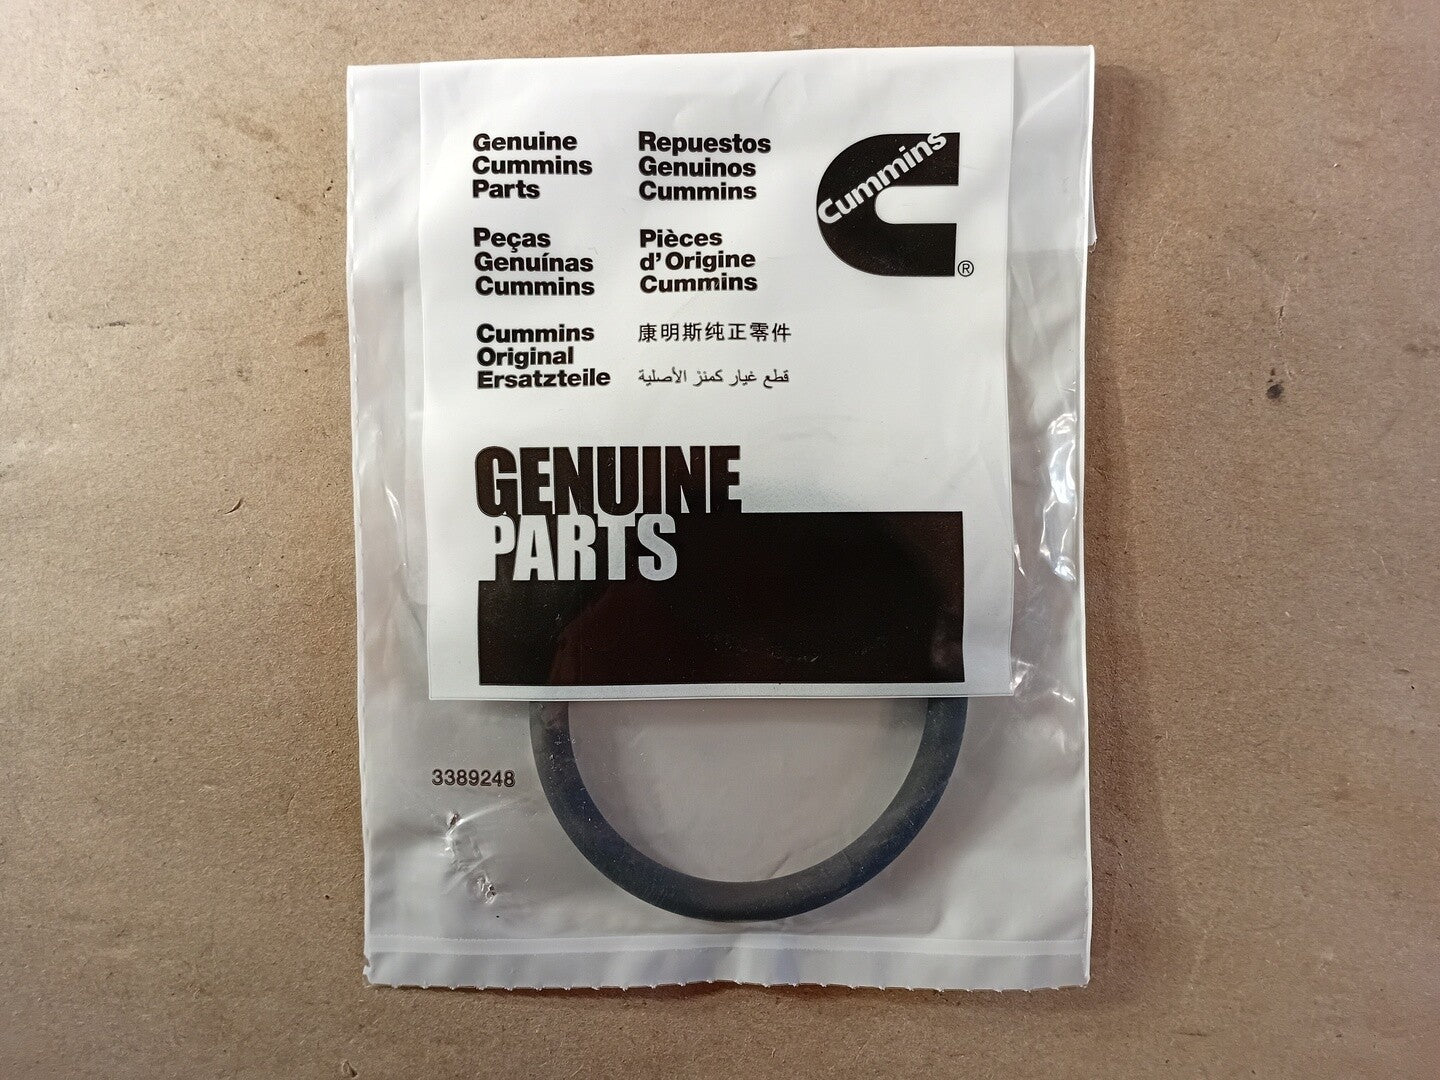 Genuine
Cummins
Parts
Repuestos
Genuinos
Cummins
Cummins
®
Peças
Genuínas
Cummins
Pièces
d'Origine
Cummins
Cummins
Original
Ersatzteile
康明斯纯正零件
قطع غيار كمنز الأصلية
GENUINE
PARTS
3389248